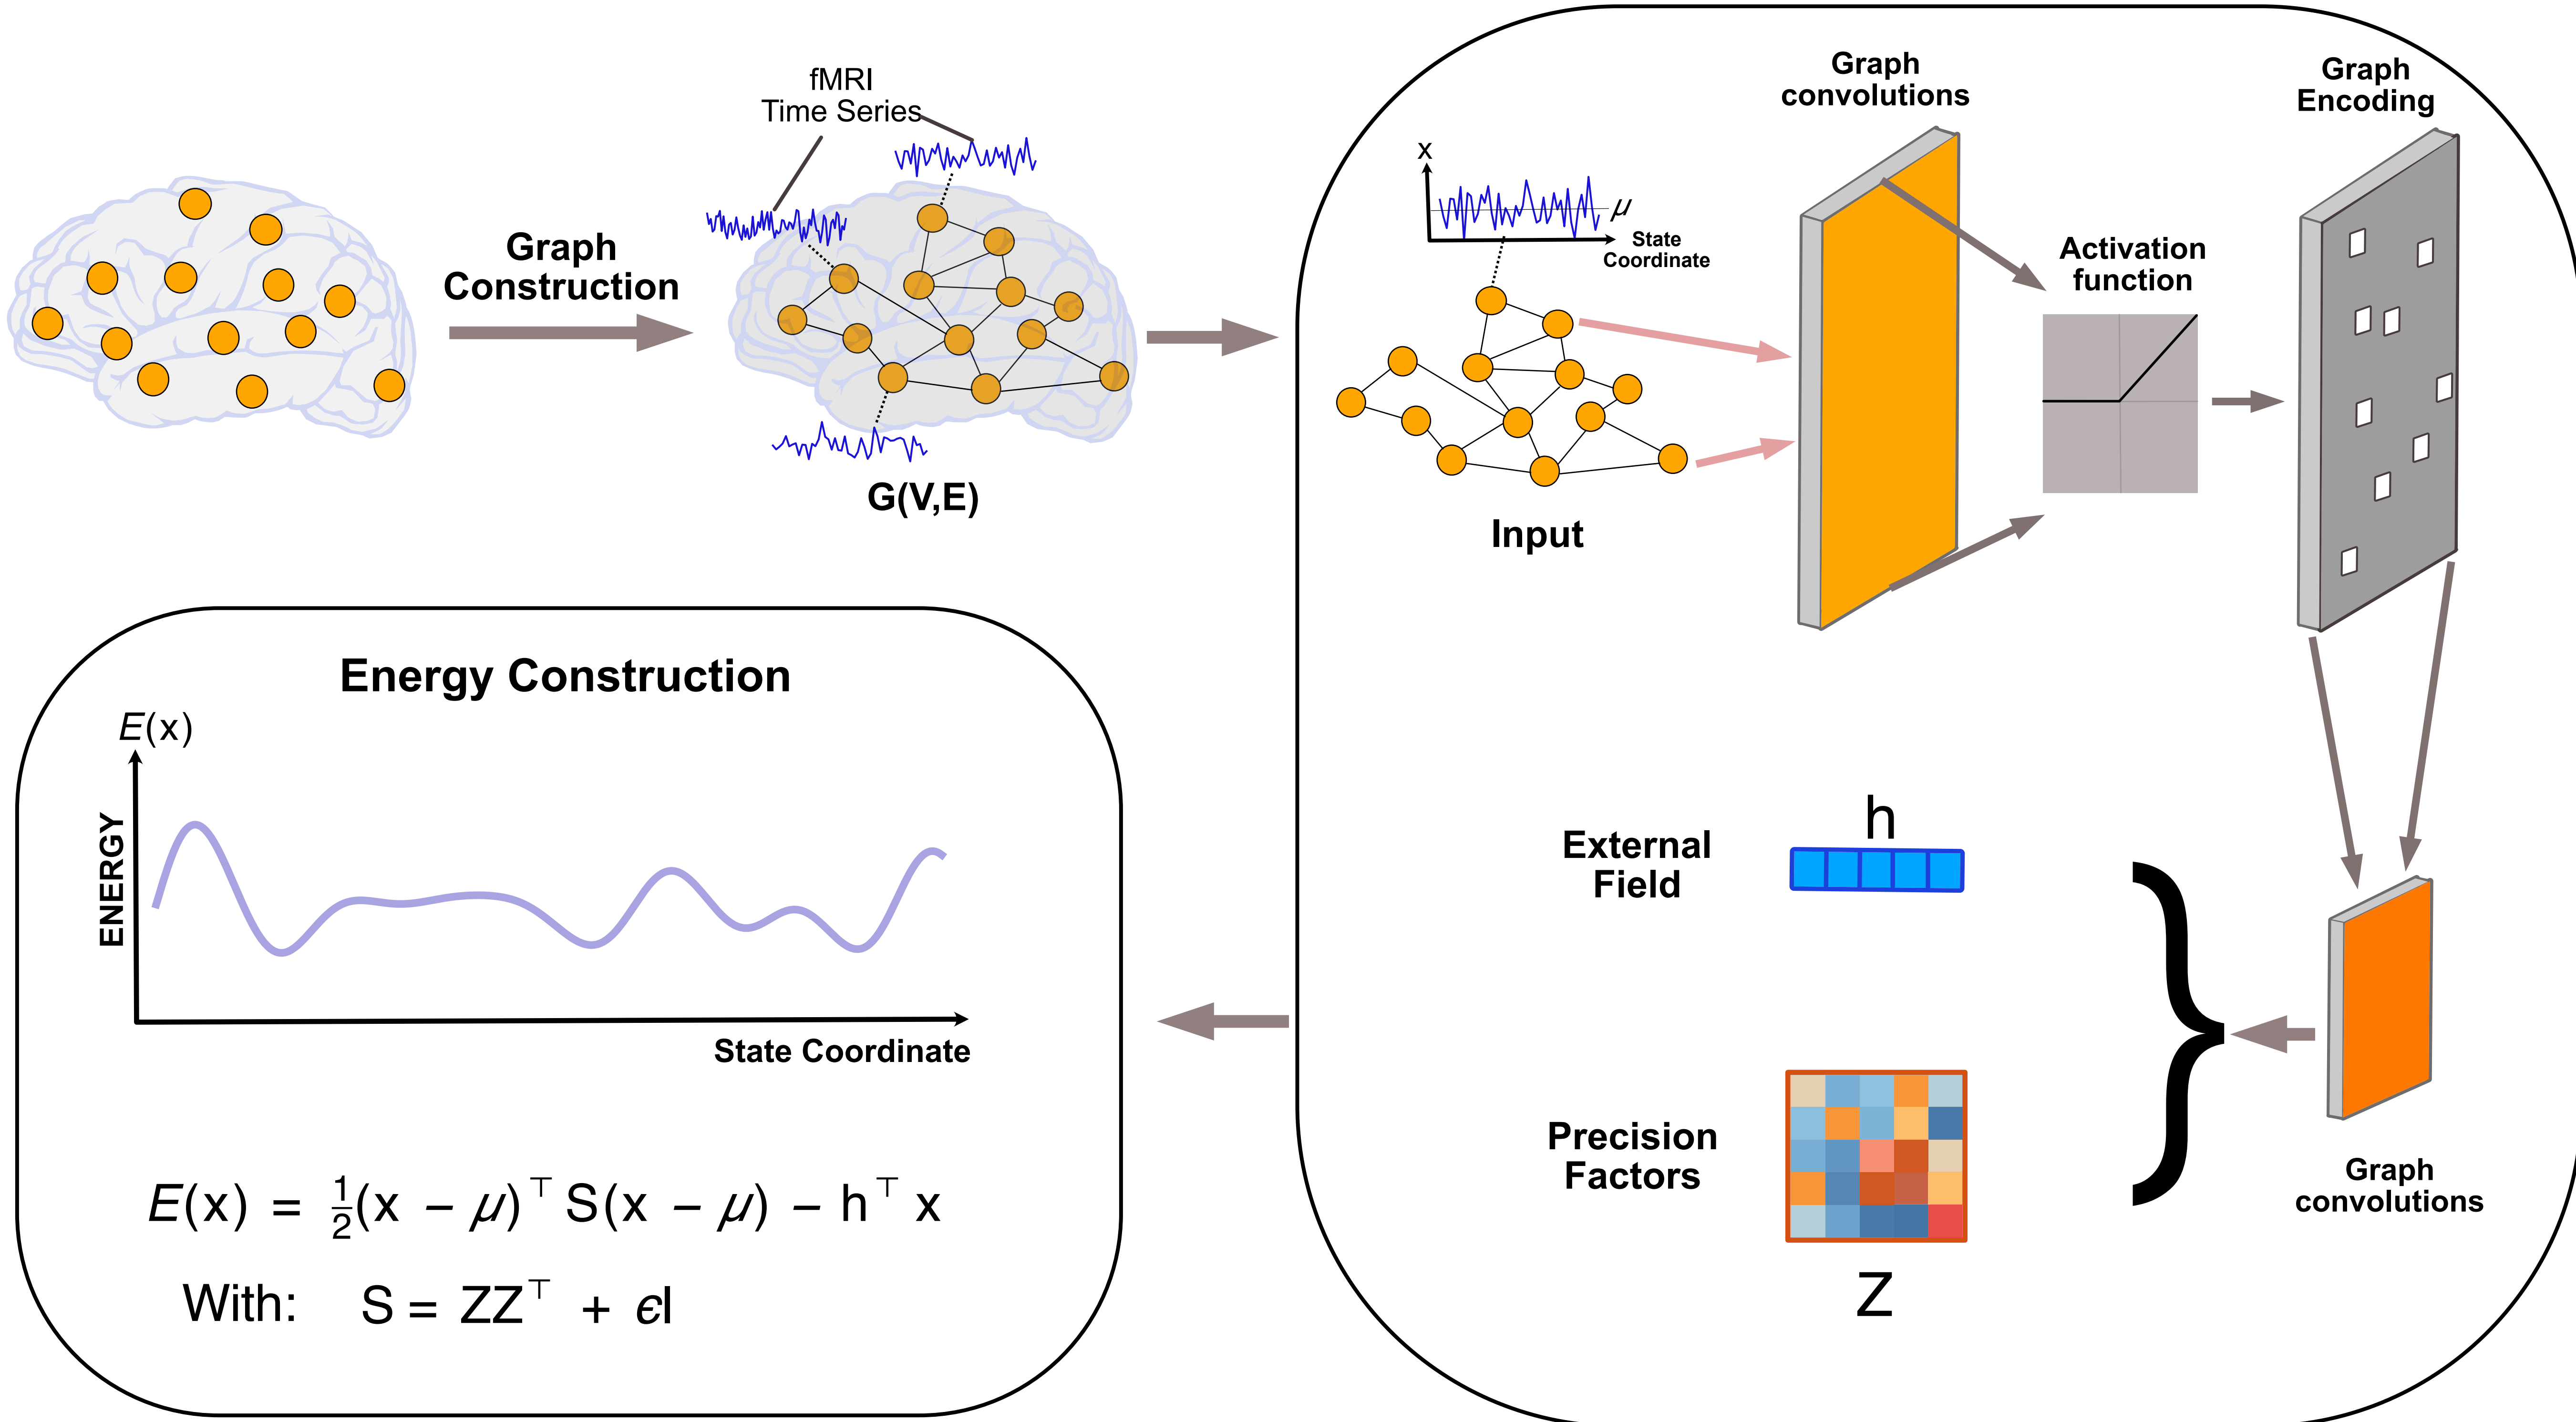 fMRI
Time Series
Graph
Construction
G(V,E)
Graph
convolutions
Graph
Encoding
x
μ
State
Coordinate
Activation
function
Input
Energy Construction
E(x)
ENERGY
State Coordinate
E(x) = ½(x − μ)⊤ S(x − μ) − h⊤ x
With: S = ZZ⊤ + ϵI
h
External
Field
Precision
Factors
Z
}
Graph
convolutions